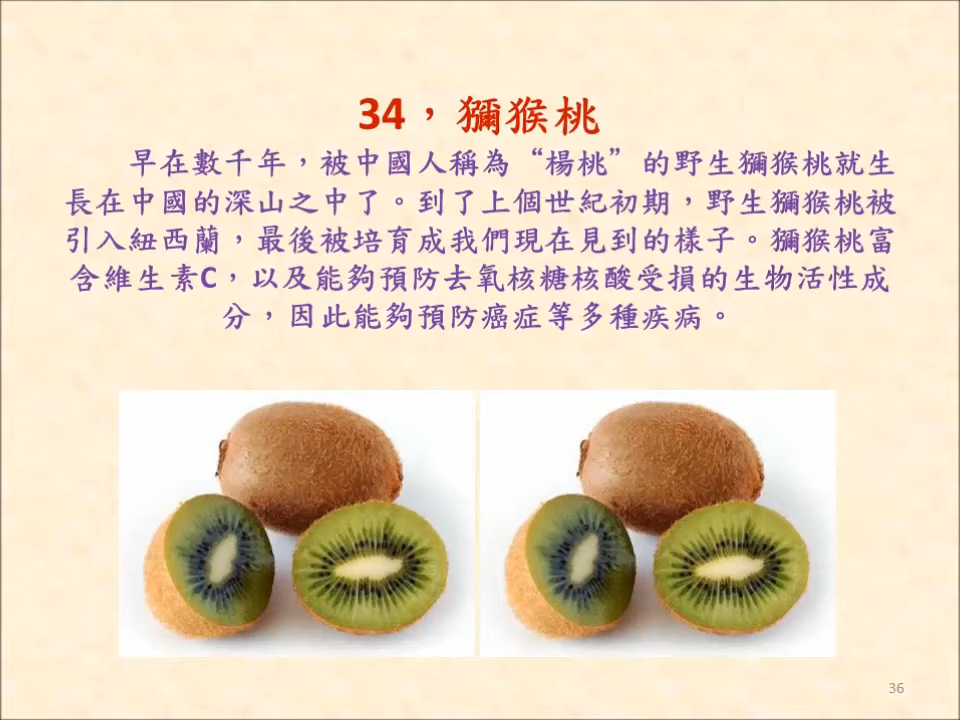 34，獼猴桃
早在數千年，被中國人稱為“楊桃”的野生獼猴桃就生
長在中國的深山之中了。到了上個世紀初期，野生獼猴桃被
引入紐西蘭，最後被培育成我們現在見到的樣子。獼猴桃富
含維生素C，以及能夠預防去氧核糖核酸受損的生物活性成
分，因此能夠預防癌症等多種疾病。
36